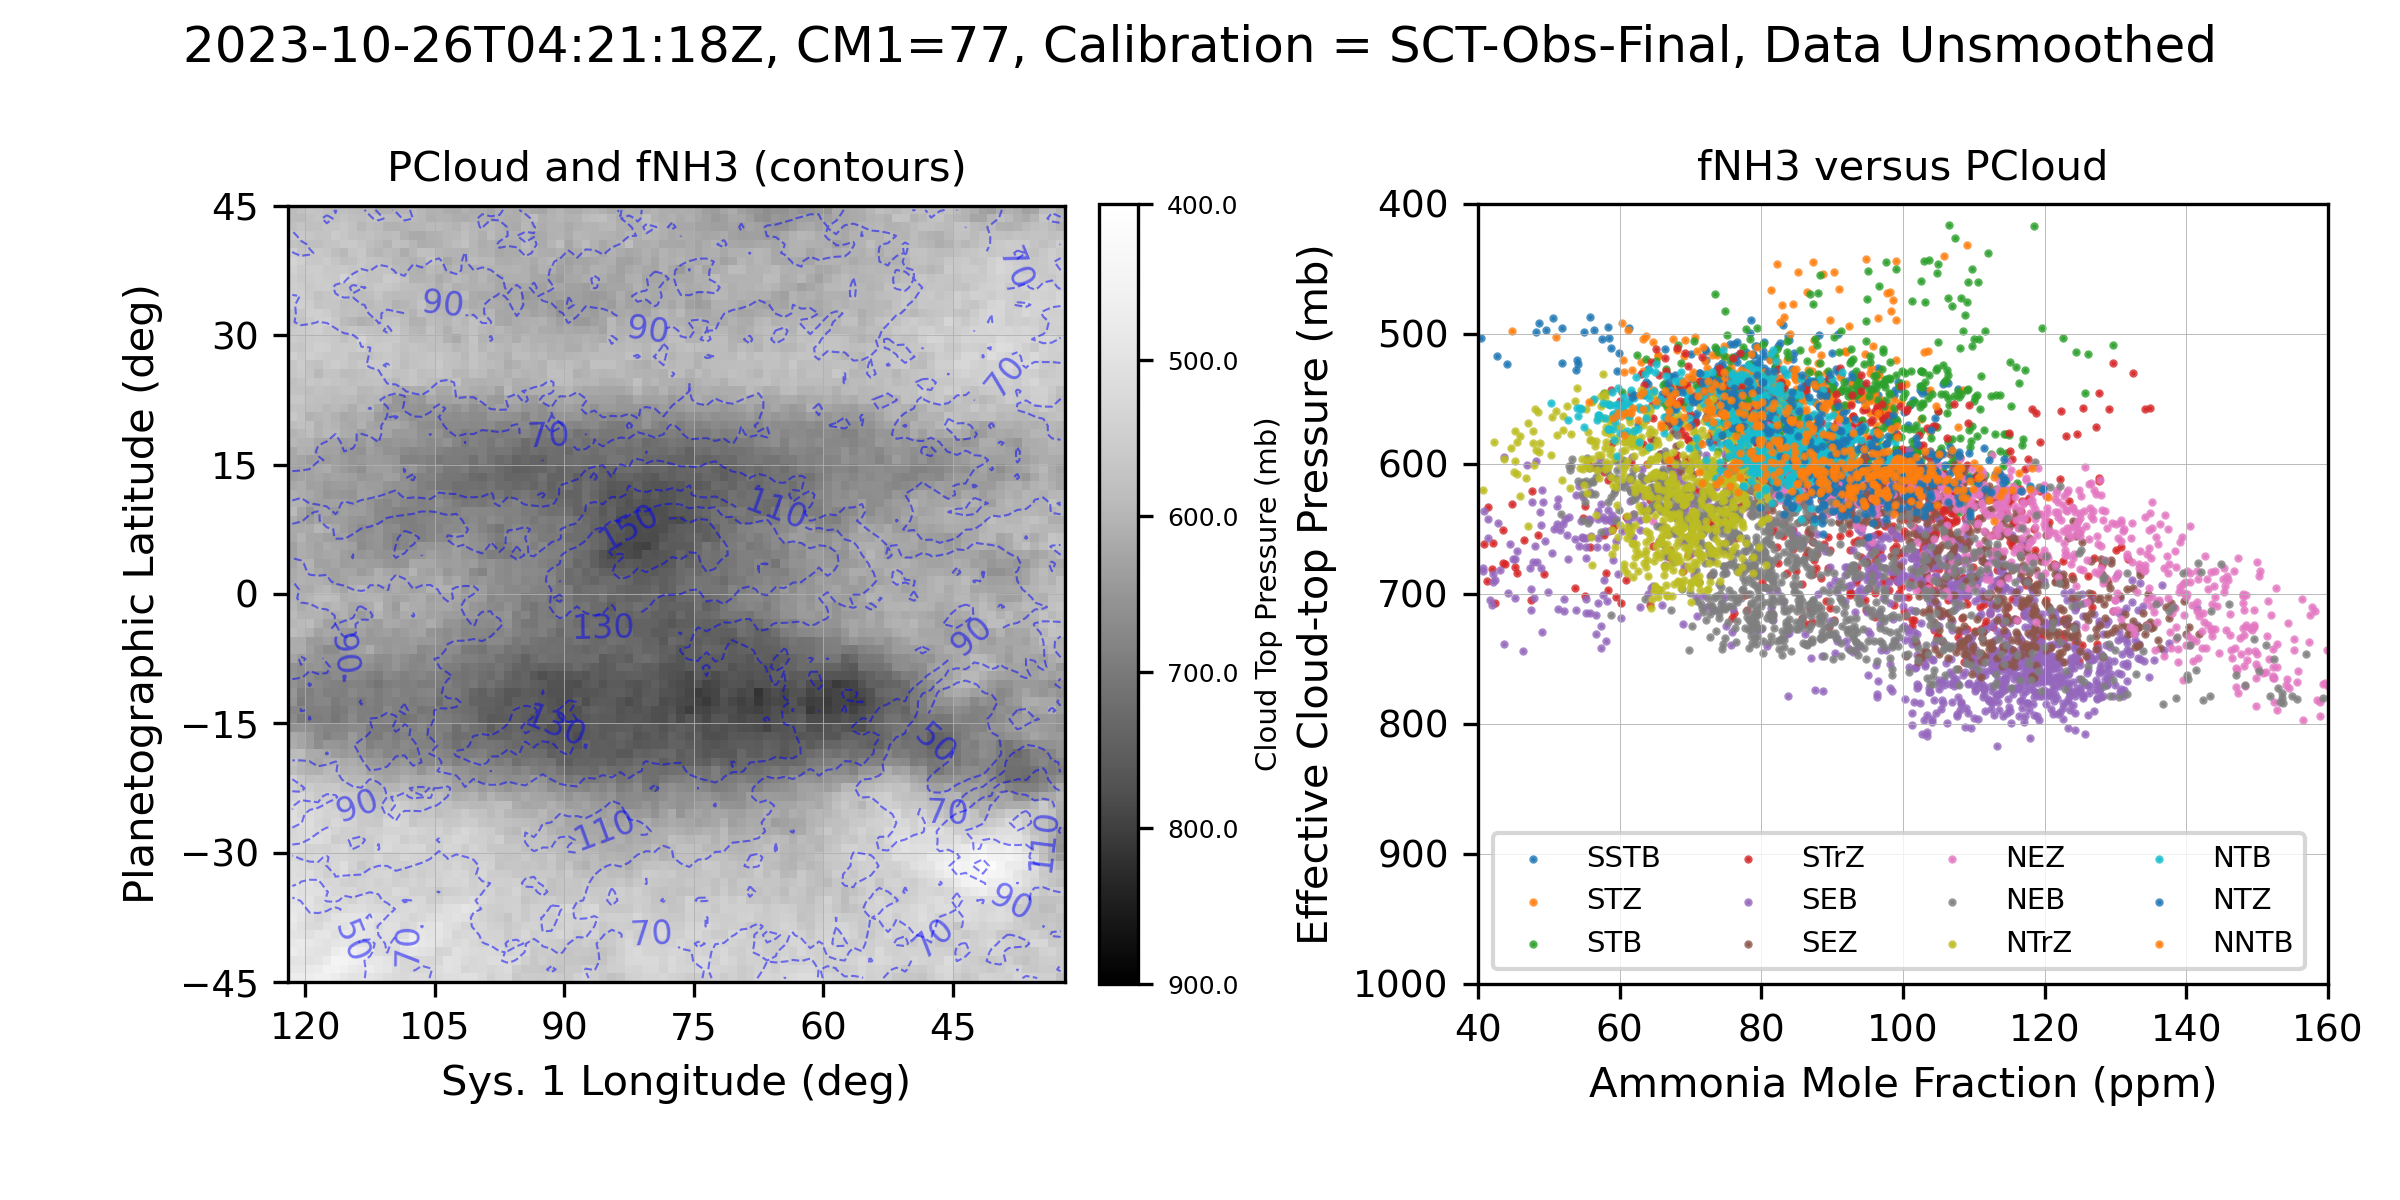 2023-10-26T04:21:18Z, CM1=77, Calibration = SCT-Obs-Final, Data Unsmoothed
PCloud and fNH3 (contours)
45
30
15
0
−15
−30
−45
Planetographic Latitude (deg)
120
105
90
75
60
45
Sys. 1 Longitude (deg)
70
90
90
70
70
110
150
130
90
90
130
50
90
70
110
110
90
50
70
70
70
400.0
500.0
600.0
700.0
800.0
900.0
Cloud Top Pressure (mb)
fNH3 versus PCloud
400
500
600
700
800
900
1000
Effective Cloud-top Pressure (mb)
SSTB
STZ
STB
STrZ
SEB
SEZ
NEZ
NEB
NTrZ
NTB
NTZ
NNTB
40
60
80
100
120
140
160
Ammonia Mole Fraction (ppm)